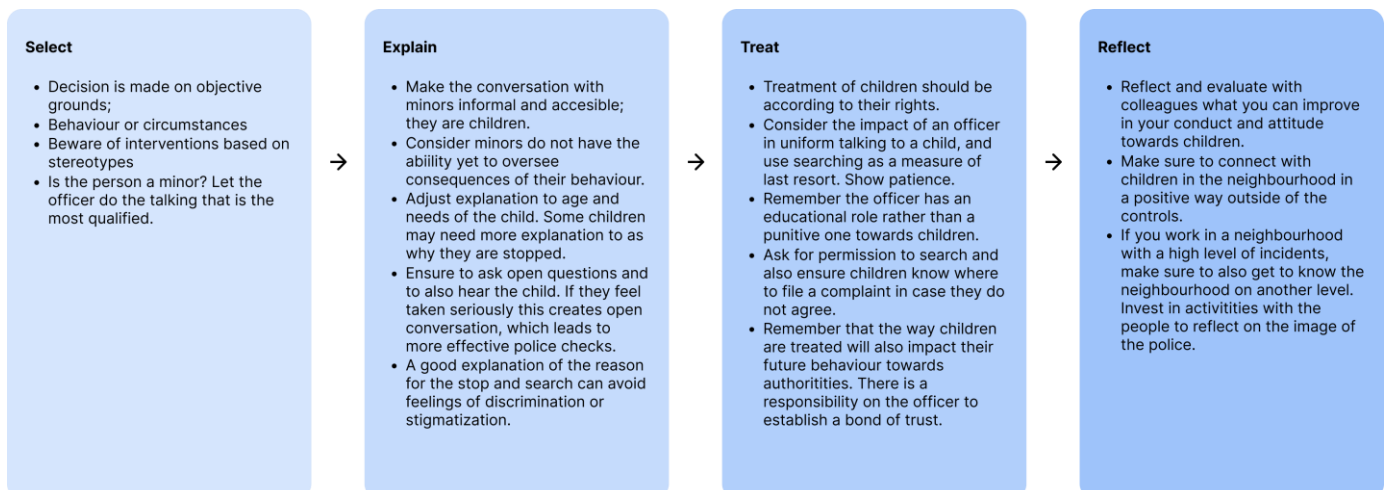 Select
• Decision is made on objective
grounds;
• Behaviour or circumstances
• Beware of interventions based on
stereotypes
• Is the person a minor? Let the
officer do the talking that is the
most qualified.
Explain
• Make the conversation with
minors informal and accesible;
they are children.
• Consider minors do not have the
abiility yet to oversee
consequences of their behaviour.
• Adjust explanation to age and
needs of the child. Some children
may need more explanation to as
why they are stopped.
• Ensure to ask open questions and
to also hear the child. If they feel
taken seriously this creates open
conversation, which leads to
more effective police checks.
• A good explanation of the reason
for the stop and search can avoid
feelings of discrimination or
stigmatization.
Treat
• Treatment of children should be
according to their rights.
• Consider the impact of an officer
in uniform talking to a child, and
use searching as a measure of
last resort. Show patience.
• Remember the officer has an
educational role rather than a
punitive one towards children.
• Ask for permission to search and
also ensure children know where
to file a complaint in case they do
not agree.
• Remember that the way children
are treated will also impact their
future behaviour towards
authoritities. There is a
responsibility on the officer to
establish a bond of trust.
Reflect
• Reflect and evaluate with
colleagues what you can improve
in your conduct and attitude
towards children.
• Make sure to connect with
children in the neighbourhood in
a positive way outside of the
controls.
• If you work in a neighbourhood
with a high level of incidents,
make sure to also get to know the
neighbourhood on another level.
Invest in activitities with the
people to reflect on the image of
the police.